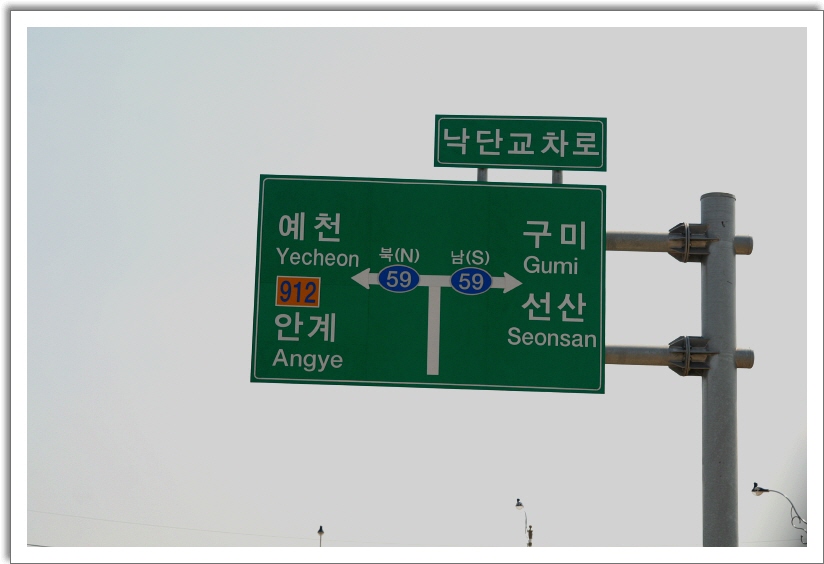 낙단교차로
예천
Yecheon
912
안계
Angye
북(N)
59
남(S)
59
구미
Gumi
선산
Seonsan